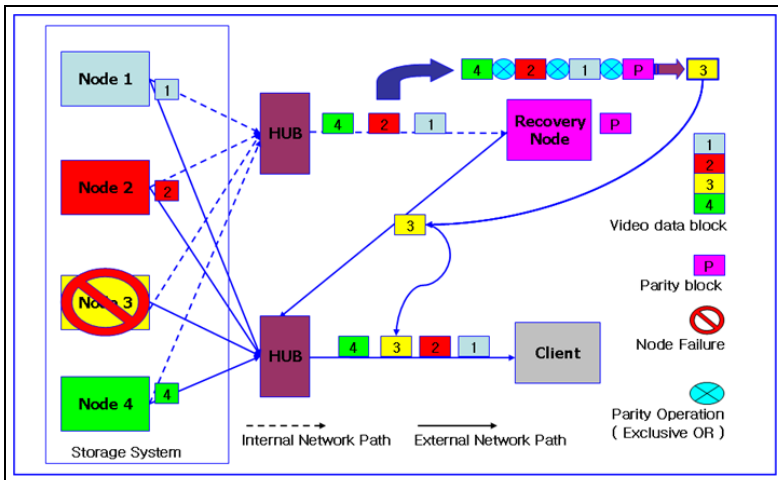 Node 1
1
Node 2
2
Node 3
Node 4
4
Storage System
HUB
4 2 1
4 2 1 P
3
Recovery
Node
P
3
HUB
4 3 2 1
Client
Internal Network Path
External Network Path
1
2
3
4
Video data block
P
Parity block
Node Failure
Parity Operation
( Exclusive OR )